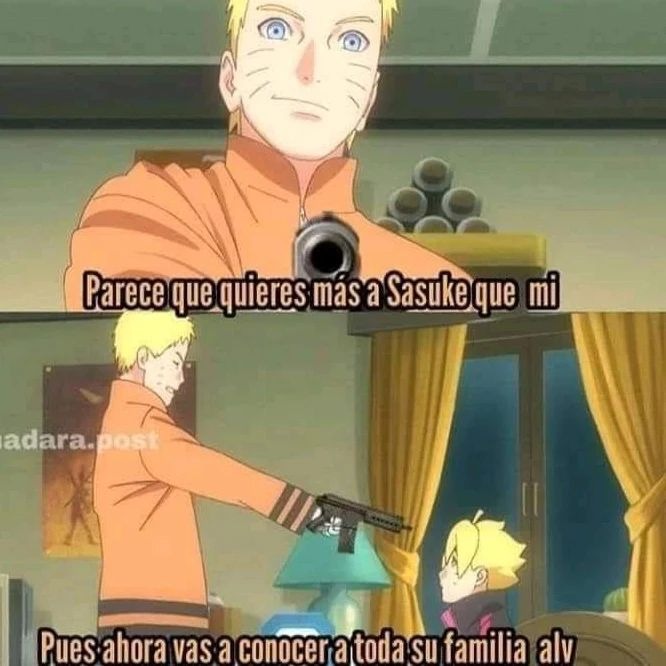 Parece que quieres más a Sasuke que mi
adara.post
Pues ahora vas a conocer a toda su familia alv